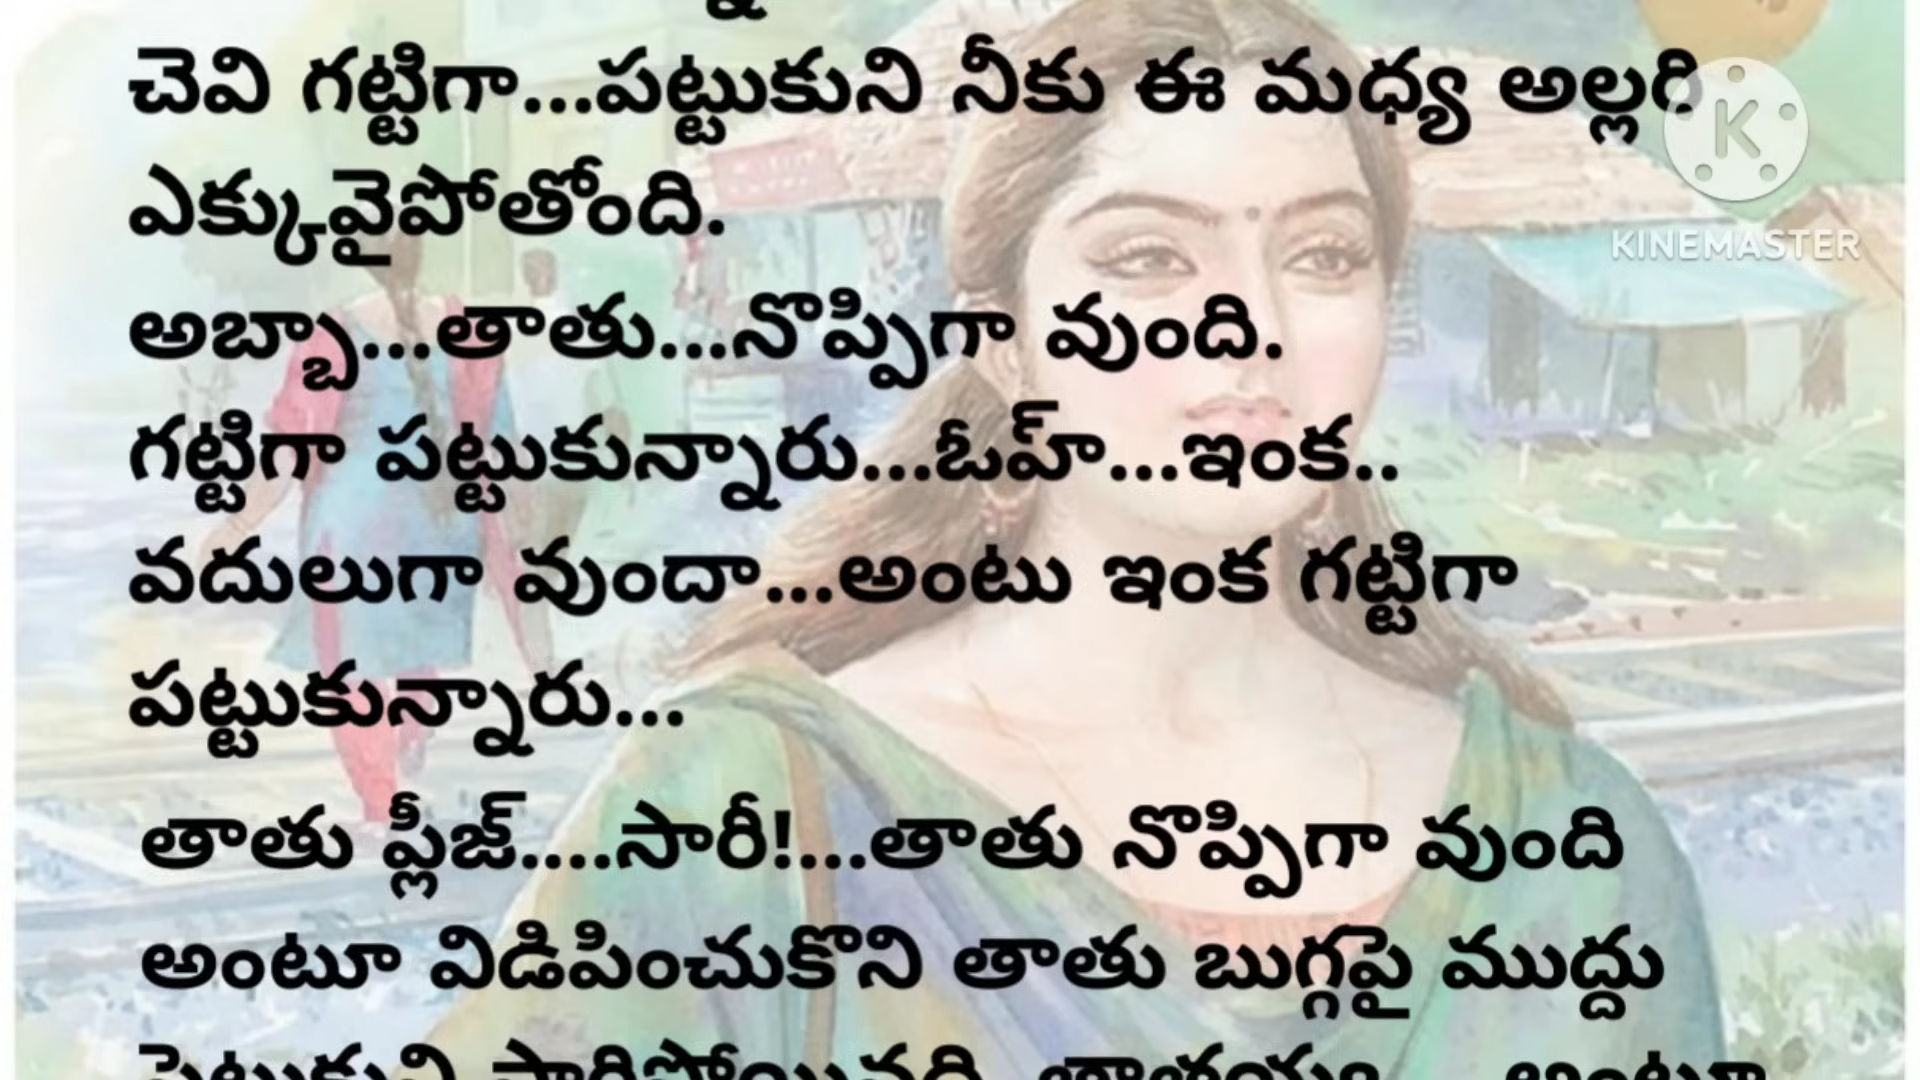 చెవి గట్టిగా...పట్టుకుని నీకు ఈ మధ్య అల్లరి
ఎక్కువైపోతోంది.
అబ్బా...తాతు...నొప్పిగా వుంది.
గట్టిగా పట్టుకున్నారు...ఓహ్...ఇంక..
వదులుగా వుందా...అంటు ఇంక గట్టిగా
పట్టుకున్నారు...
తాతు ప్లీజ్....సారీ!...తాతు నొప్పిగా వుంది
అంటూ విడిపించుకొని తాతు బుగ్గపై ముద్దు
K
KINEMASTER